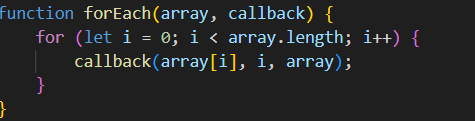 function forEach(array, callback) {
    for (let i = 0; i < array.length; i++) {
        callback(array[i], i, array);
    }
}